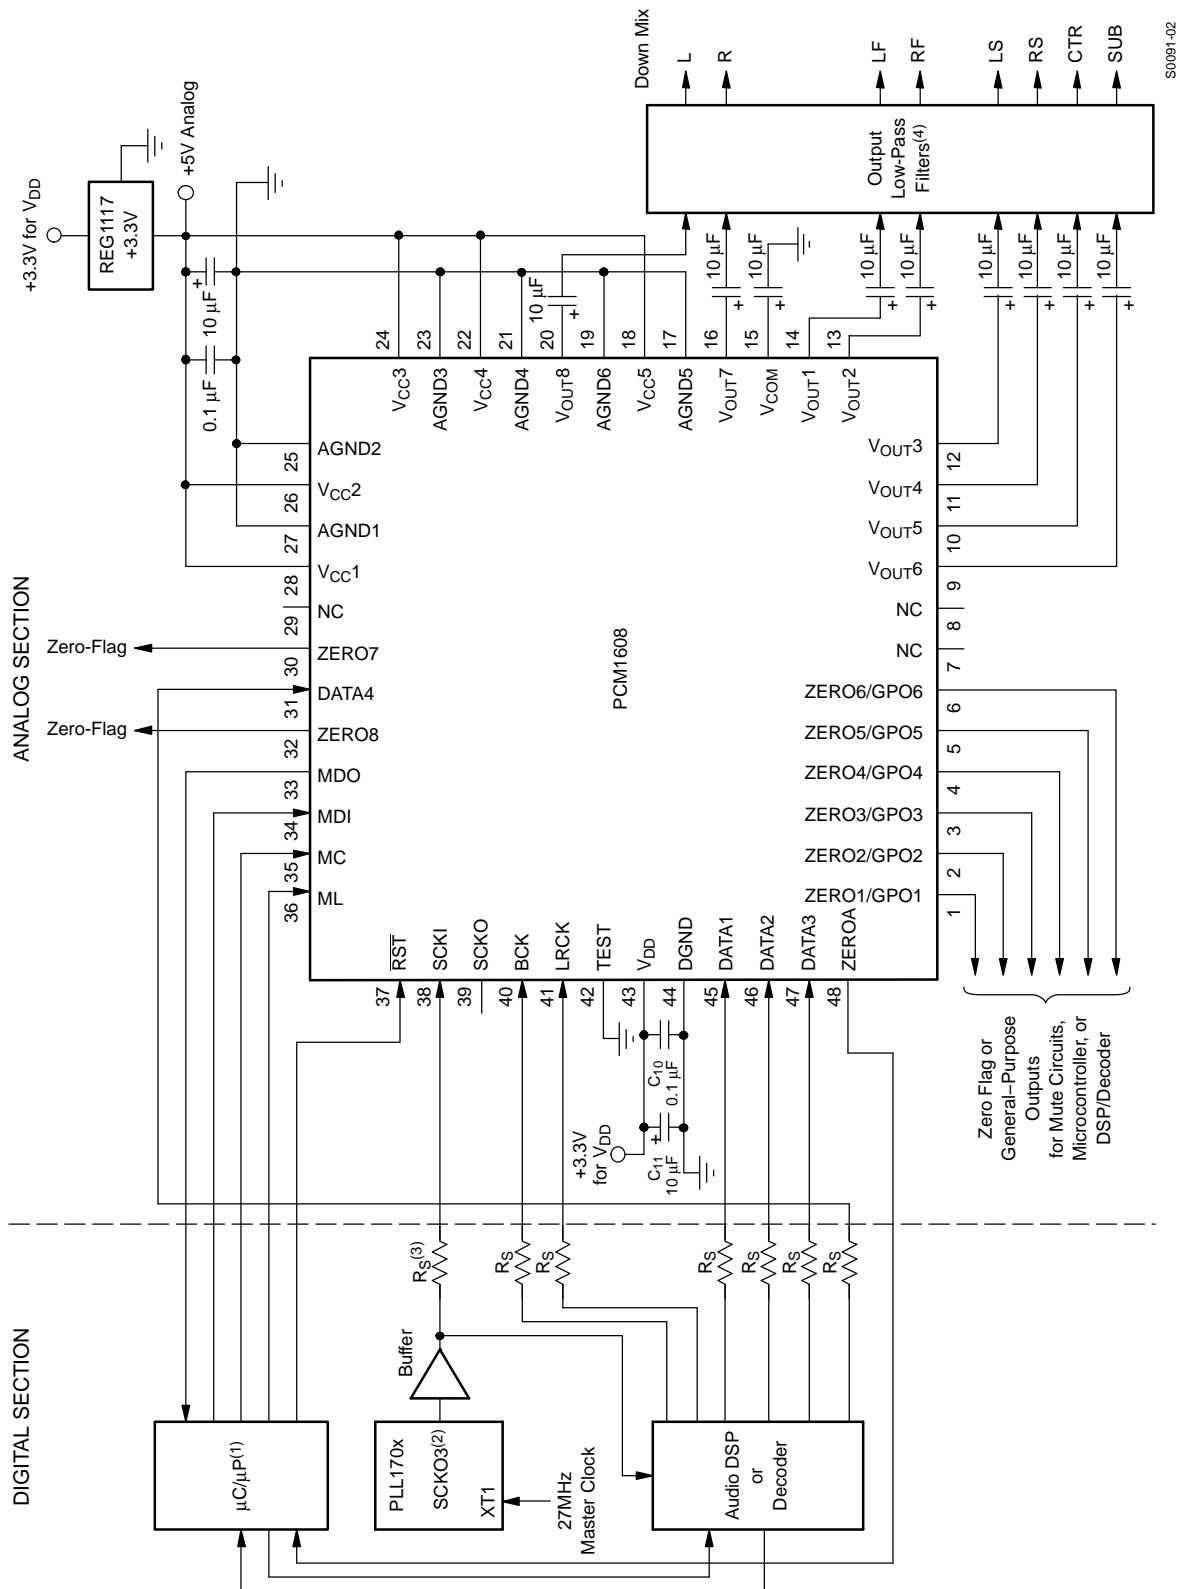 DIGITAL SECTION
ANALOG SECTION
μC/μP(1)
PLL170x
SCKO3(2)
XT1
27MHz
Master Clock
Buffer
Audio DSP
or
Decoder
RS(3)
RS
RS
RS
RS
RS
RS
Zero-Flag
Zero-Flag
+3.3V for VDD
REG1117
+3.3V
+5V Analog
0.1 μF
10 μF
+
PCM1608
36
ML
35
MC
34
MDI
33
MDO
32
ZERO8
31
DATA4
30
ZERO7
29
NC
28
VCC1
27
AGND1
26
VCC2
25
AGND2
37
RST
38
SCKI
39
SCKO
40
BCK
41
LRCK
42
TEST
43
VDD
44
DGND
45
DATA1
46
DATA2
47
DATA3
48
ZEROA
+3.3V
for VDD
C11
10 μF
+
C10
0.1 μF
24
VCC3
23
AGND3
22
VCC4
21
AGND4
20
VOUT8
19
AGND6
18
VCC5
17
AGND5
16
VOUT7
15
VCOM
14
VOUT1
13
VOUT2
ZERO1/GPO1
1
ZERO2/GPO2
2
ZERO3/GPO3
3
ZERO4/GPO4
4
ZERO5/GPO5
5
ZERO6/GPO6
6
NC
7
NC
8
VOUT6
9
VOUT5
10
VOUT4
11
VOUT3
12
10 μF
+
10 μF
+
10 μF
+
10 μF
+
10 μF
+
10 μF
+
10 μF
+
10 μF
+
10 μF
+
Zero Flag or
General–Purpose
Outputs
for Mute Circuits,
Microcontroller, or
DSP/Decoder
Output
Low-Pass
Filters(4)
Down Mix
L
R
LF
RF
LS
RS
CTR
SUB
S0091-02